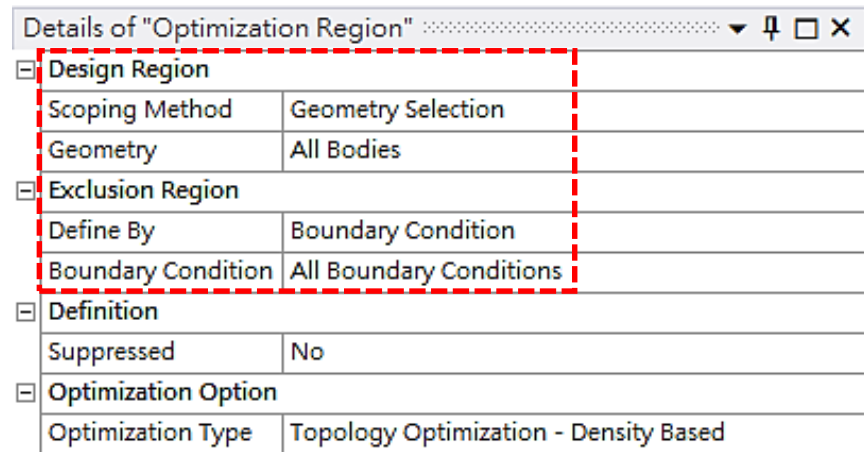 Details of "Optimization Region"
Design Region
Scoping Method Geometry Selection
Geometry All Bodies
Exclusion Region
Define By Boundary Condition
Boundary Condition All Boundary Conditions
Definition
Suppressed No
Optimization Option
Optimization Type Topology Optimization - Density Based